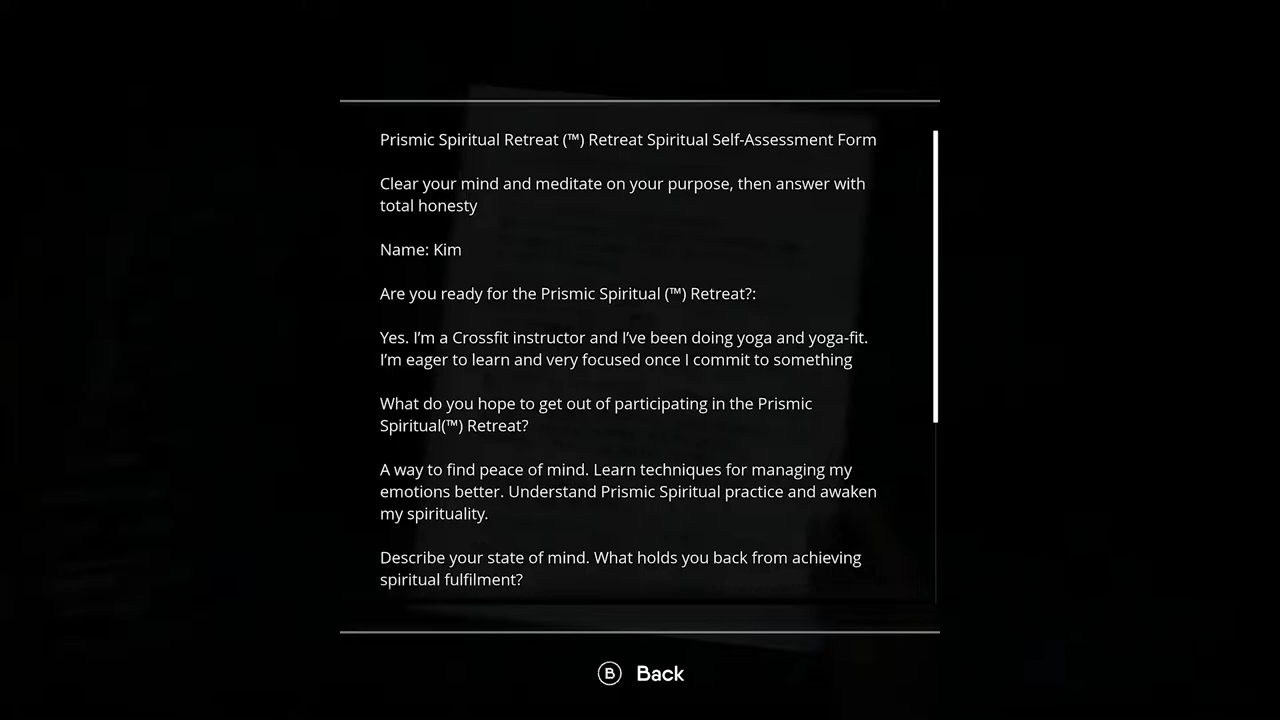 Prismic Spiritual Retreat (™) Retreat Spiritual Self-Assessment Form
Clear your mind and meditate on your purpose, then answer with
total honesty
Name: Kim
Are you ready for the Prismic Spiritual (™) Retreat?:
Yes. I’m a Crossfit instructor and I’ve been doing yoga and yoga-fit.
I’m eager to learn and very focused once I commit to something
What do you hope to get out of participating in the Prismic
Spiritual(™) Retreat?
A way to find peace of mind. Learn techniques for managing my
emotions better. Understand Prismic Spiritual practice and awaken
my spirituality.
Describe your state of mind. What holds you back from achieving
spiritual fulfilment?
B Back